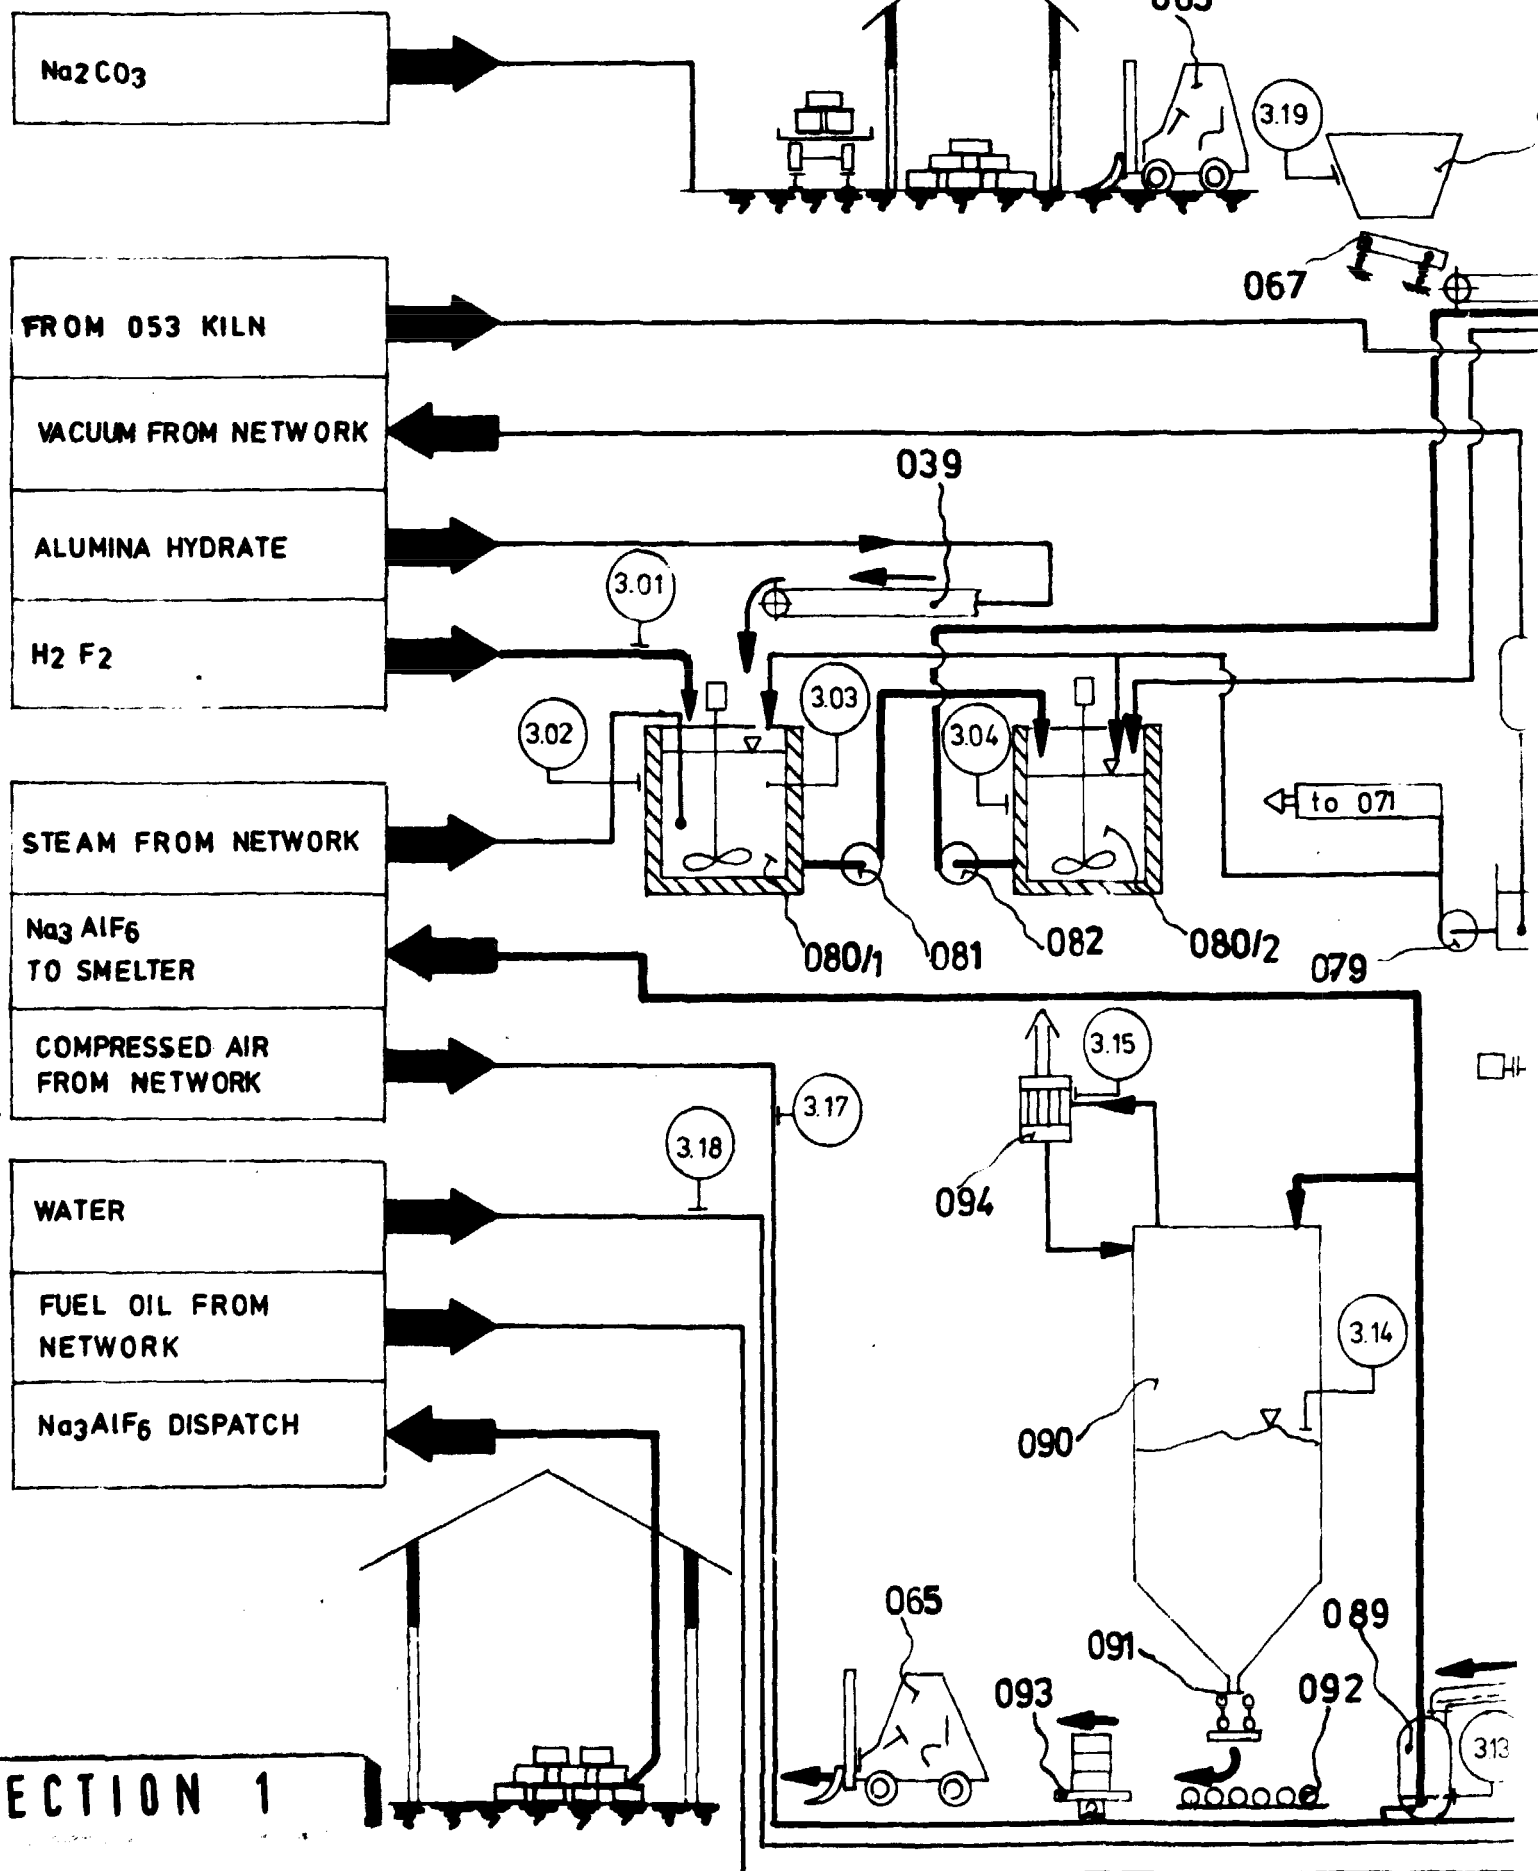 065
Na2CO3
3.19
067
FROM 053 KILN
VACUUM FROM NETWORK
039
ALUMINA HYDRATE
3.01
H2 F2
3.02
3.03
3.04
to 071
STEAM FROM NETWORK
080/1
081
082
080/2
079
Na3 AlF6
TO SMELTER
COMPRESSED AIR
FROM NETWORK
3.15
3.17
3.18
094
WATER
FUEL OIL FROM
NETWORK
3.14
Na3AlF6 DISPATCH
090
065
089
091
093
092
3.13
ECTION 1